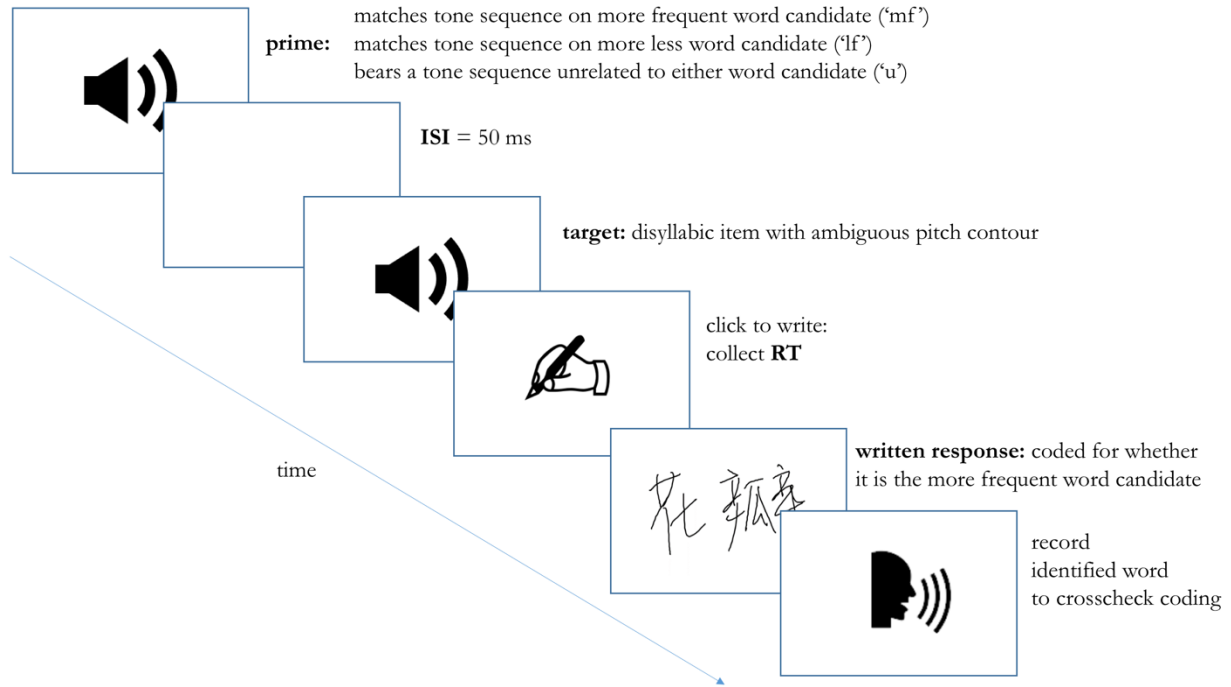 matches tone sequence on more frequent word candidate (‘mf’)
prime: matches tone sequence on more less word candidate (‘lf’)
bears a tone sequence unrelated to either word candidate (‘u’)
ISI = 50 ms
target: disyllabic item with ambiguous pitch contour
click to write:
collect RT
time
written response: coded for whether
it is the more frequent word candidate
花瓣
record
identified word
to crosscheck coding